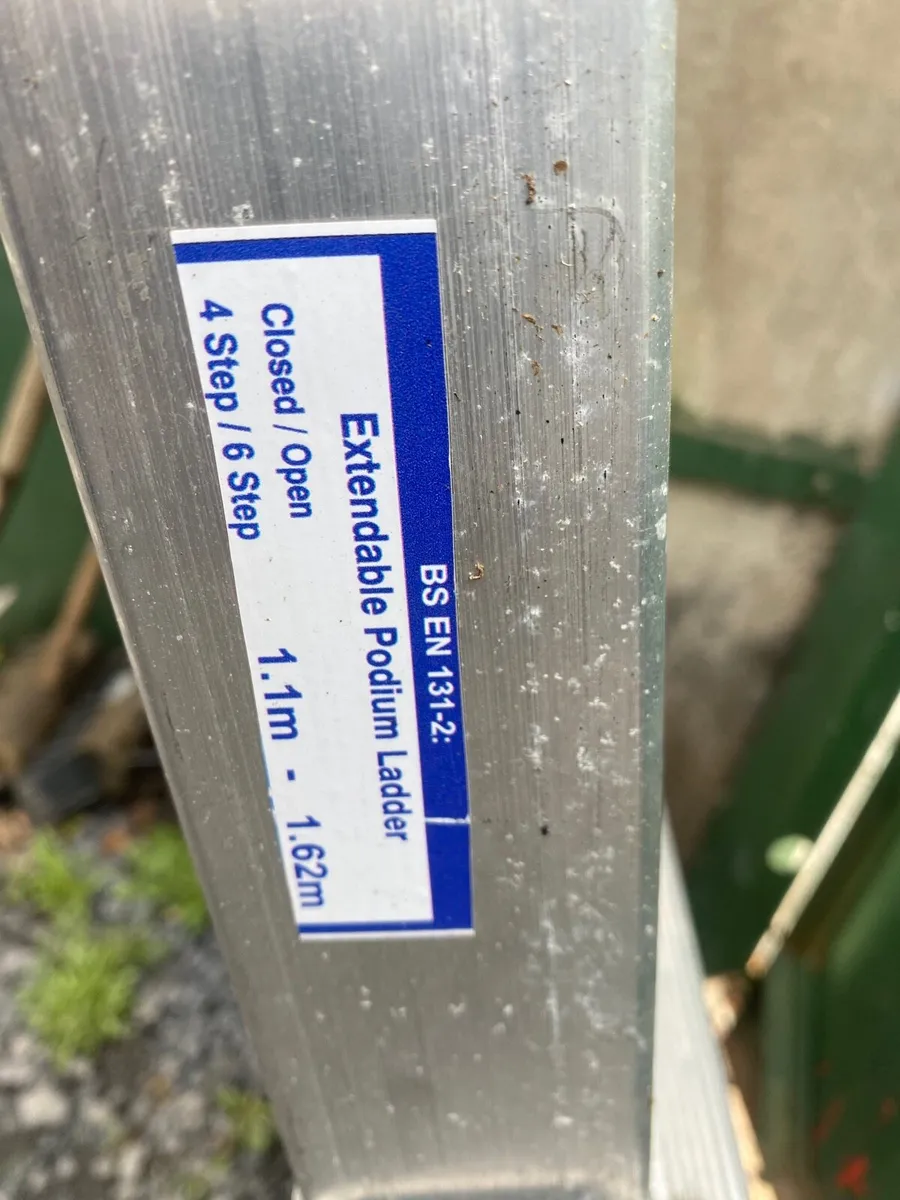 BS EN 131-2:
Extendable Podium Ladder
Closed / Open 1.1m - 1.62m
4 Step / 6 Step